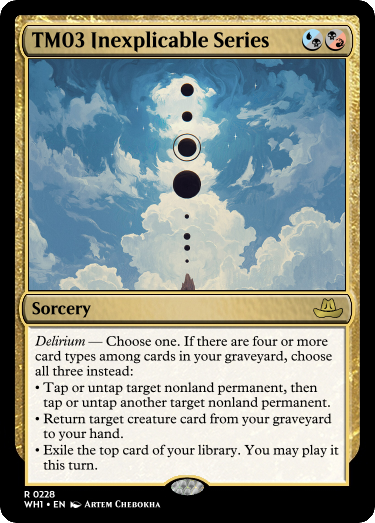 TM03 Inexplicable Series
Sorcery
Delirium — Choose one. If there are four or
more card types among cards in your graveyard, choose
all three instead:
• Tap or untap target nonland permanent, then
tap or untap another target nonland permanent.
• Return target creature card from your graveyard
to your hand.
• Exile the top card of your library. You may play it
this turn.
R 0228
WH1 • EN Artem Chebokha